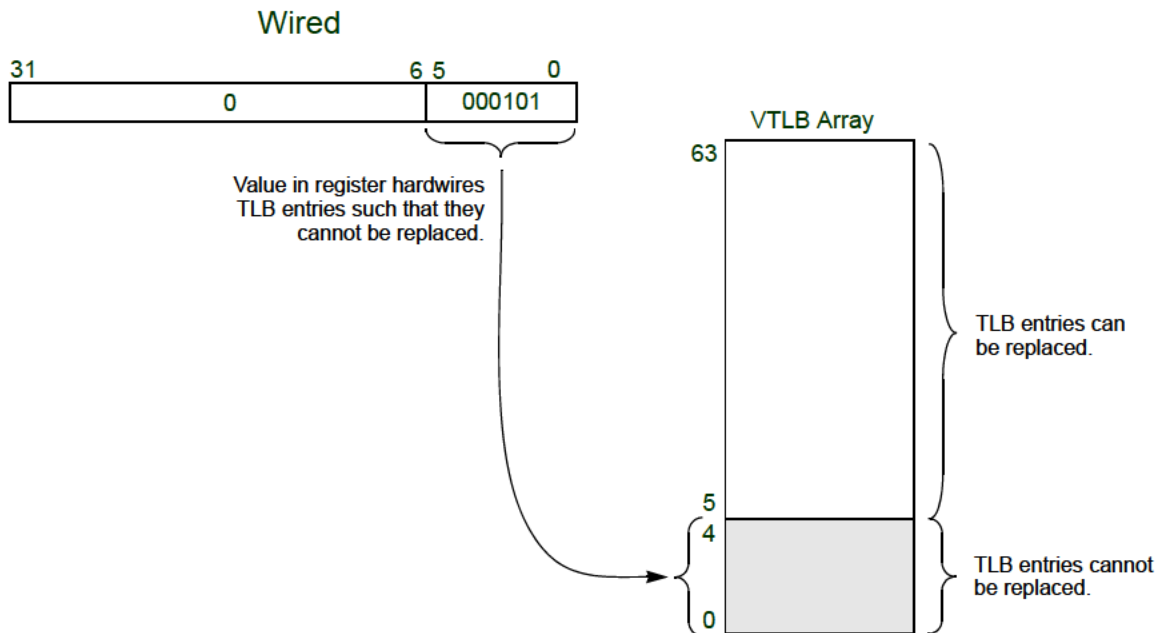 Wired
31 6 5 0
0 000101
Value in register hardwires
TLB entries such that they
cannot be replaced.
VTLB Array
63
TLB entries can
be replaced.
5
4
TLB entries cannot
be replaced.
0